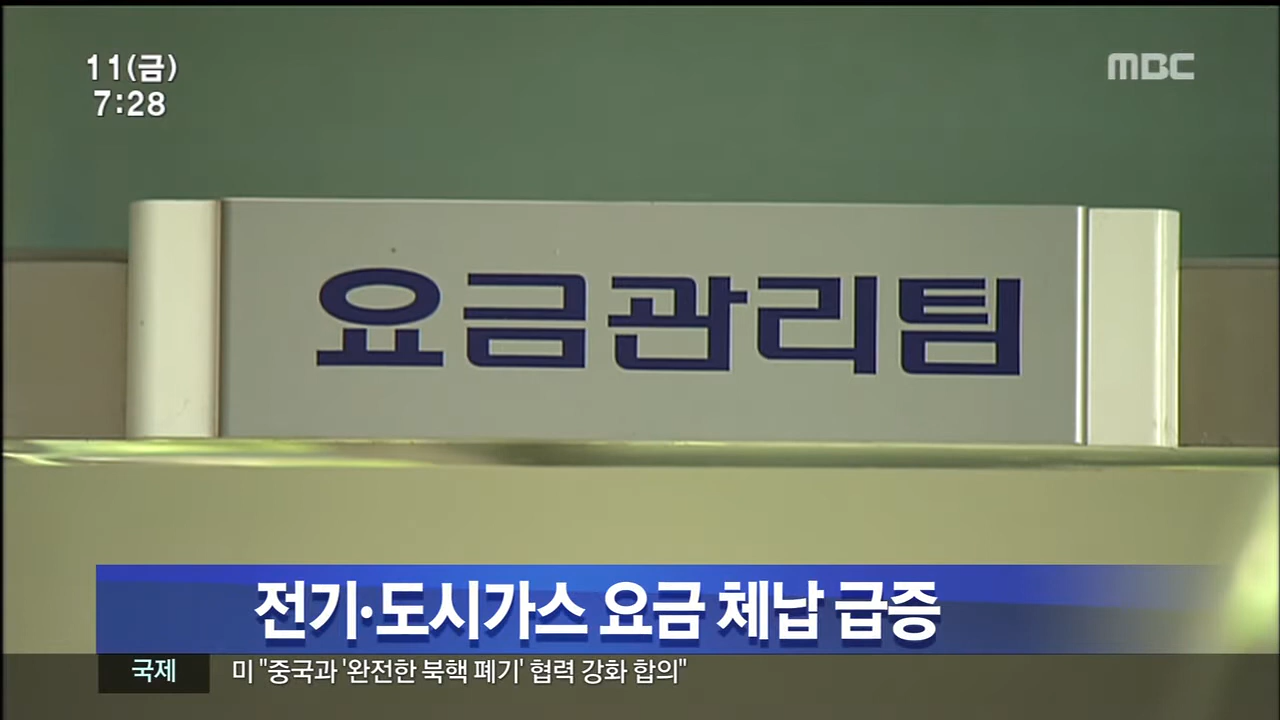 11(금)
7:28
MBC
요금관리팀
전기·도시가스 요금 체납 급증
국제 미 "중국과 '완전한 북핵 폐기' 협력 강화 합의"